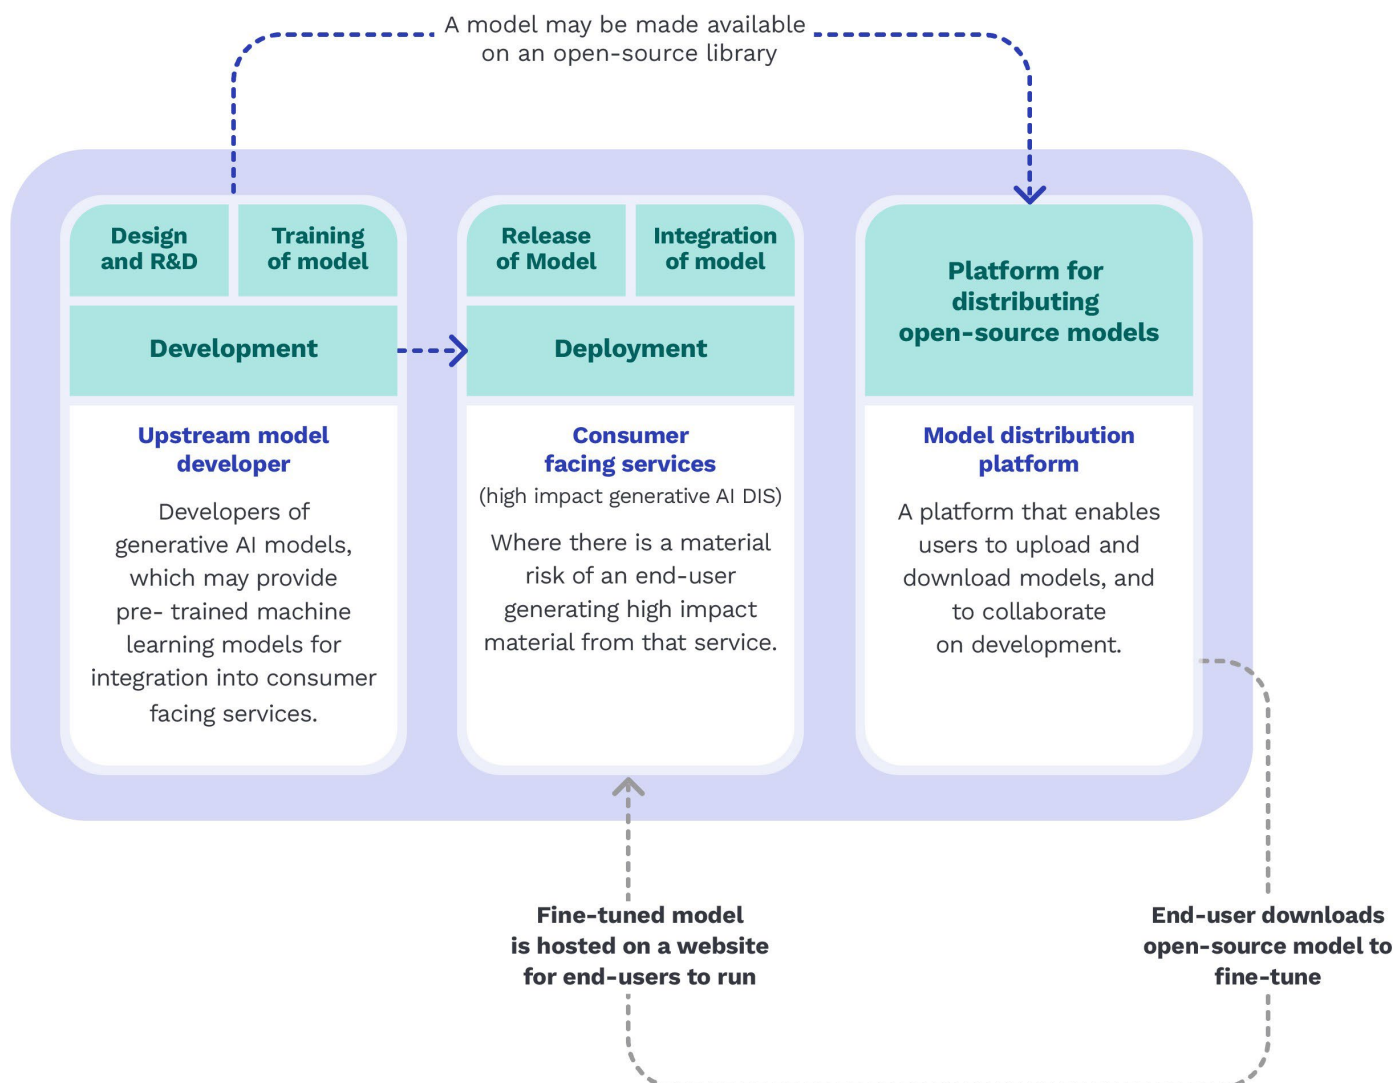 A model may be made available
on an open-source library
Design
and R&D
Training
of model
Development
Upstream model
developer
Developers of
generative AI models,
which may provide
pre- trained machine
learning models for
integration into consumer
facing services.
Release
of Model
Integration
of model
Deployment
Consumer
facing services
(high impact generative AI DIS)
Where there is a material
risk of an end-user
generating high impact
material from that service.
Platform for
distributing
open-source models
Model distribution
platform
A platform that enables
users to upload and
download models, and
to collaborate
on development.
Fine-tuned model
is hosted on a website
for end-users to run
End-user downloads
open-source model to
fine-tune